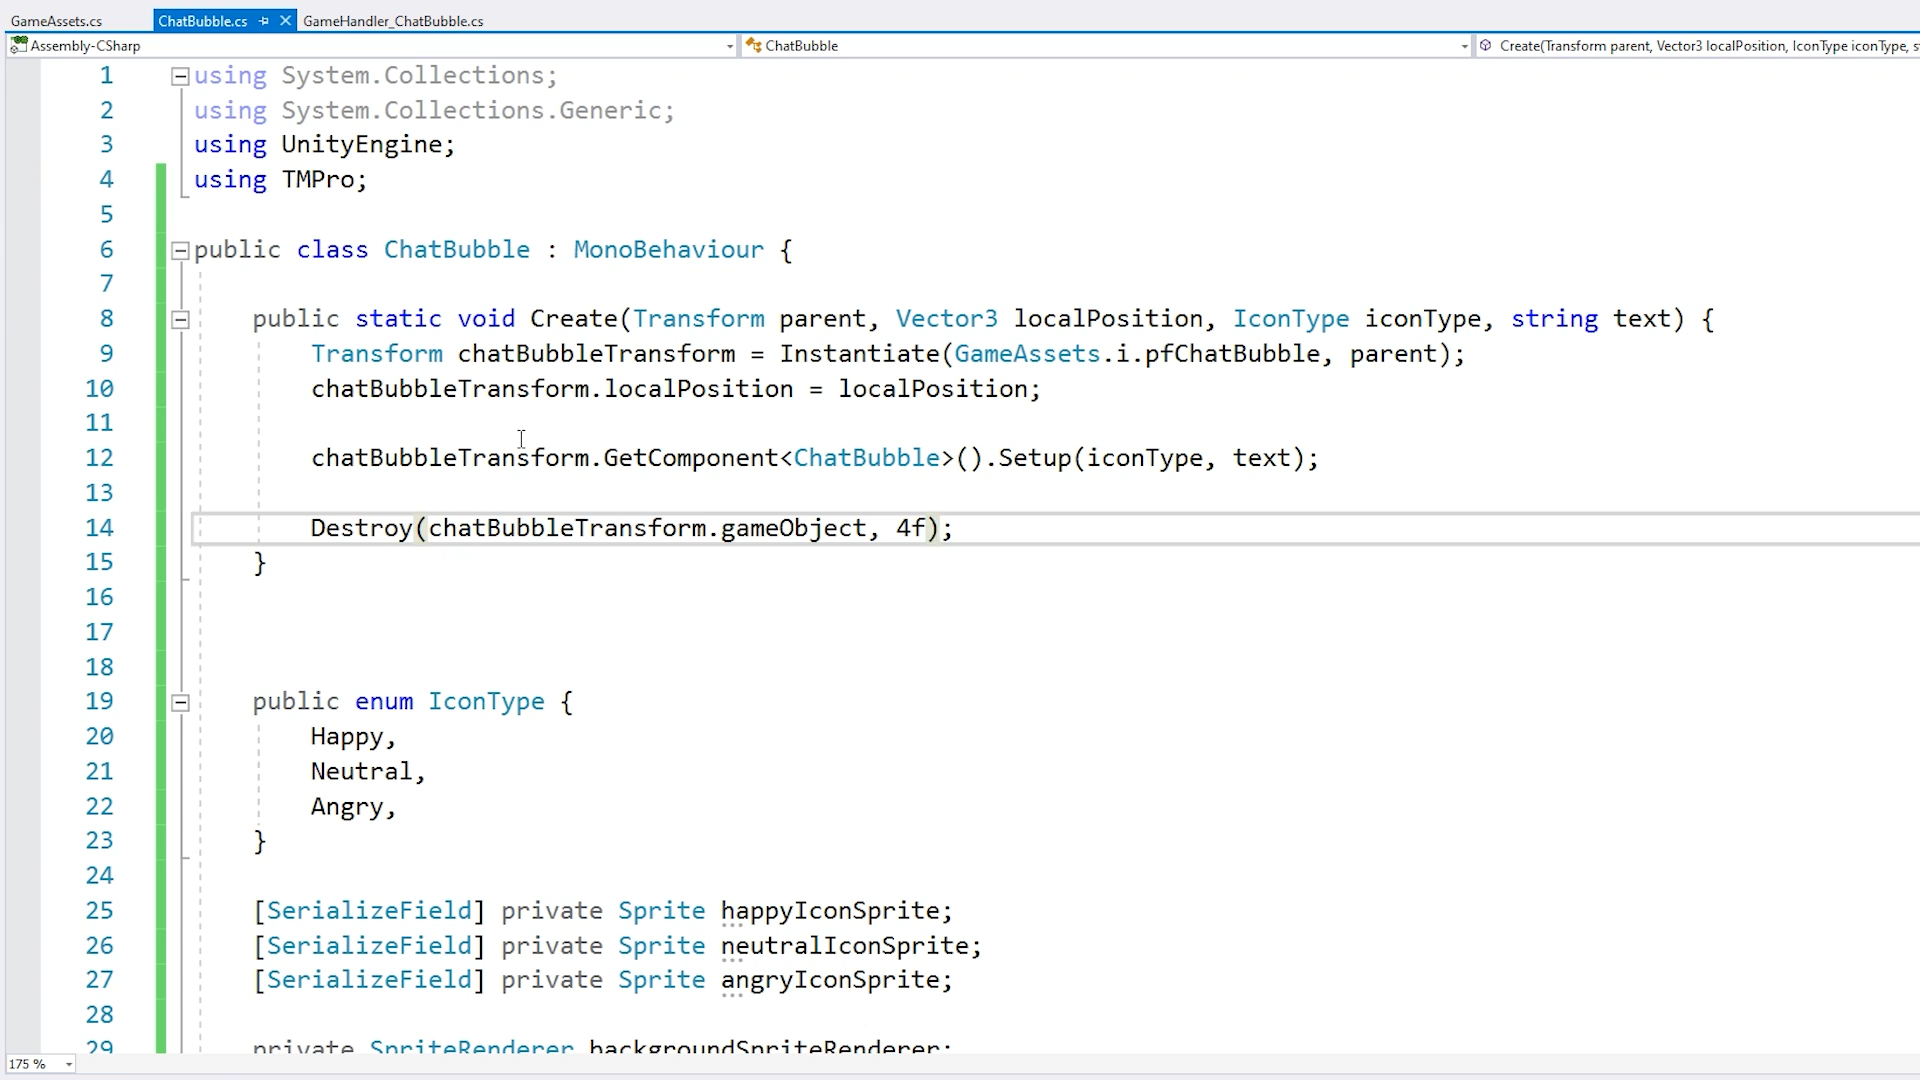 GameAssets.cs ChatBubble.cs GameHandler_ChatBubble.cs
Assembly-CSharp ChatBubble Create(Transform parent, Vector3 localPosition, IconType iconType, s
1 using System.Collections;
2 using System.Collections.Generic;
3 using UnityEngine;
4 using TMPro;
5
6 public class ChatBubble : MonoBehaviour {
7
8 public static void Create(Transform parent, Vector3 localPosition, IconType iconType, string text) {
9 Transform chatBubbleTransform = Instantiate(GameAssets.i.pfChatBubble, parent);
10 chatBubbleTransform.localPosition = localPosition;
11
12 chatBubbleTransform.GetComponent<ChatBubble>().Setup(iconType, text);
13
14 Destroy(chatBubbleTransform.gameObject, 4f);
15 }
16
17
18
19 public enum IconType {
20 Happy,
21 Neutral,
22 Angry,
23 }
24
25 [SerializeField] private Sprite happyIconSprite;
26 [SerializeField] private Sprite neutralIconSprite;
27 [SerializeField] private Sprite angryIconSprite;
28
29 private SpriteRenderer backgroundSpriteRenderer;
175 %